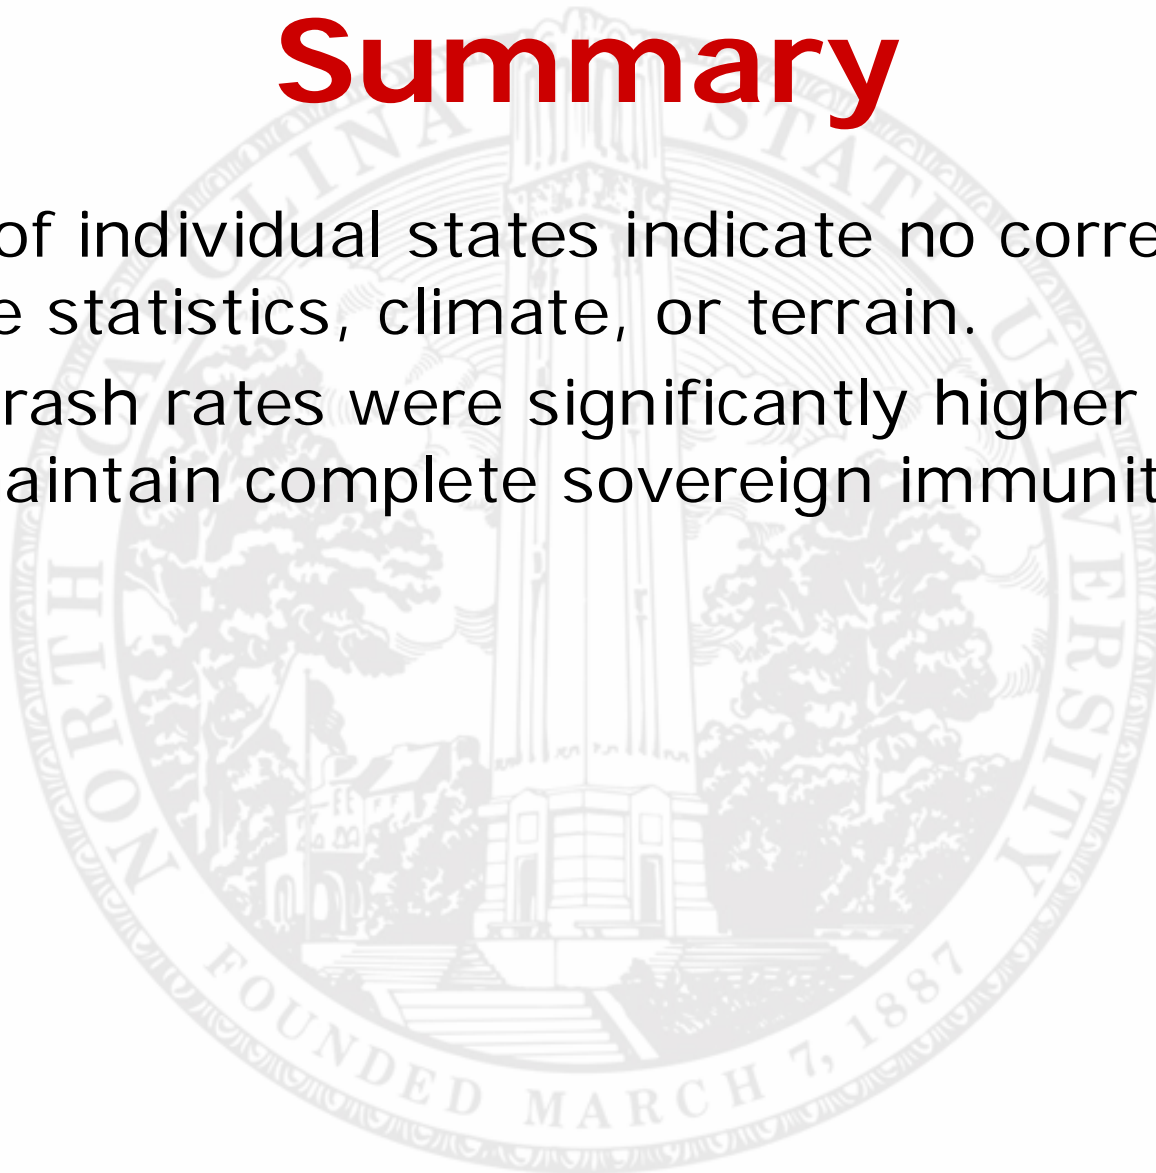 Summary
of individual states indicate no corre
e statistics, climate, or terrain.
rash rates were significantly higher
aintain complete sovereign immunit
NORTH CAROLINA STATE UNIVERSITY
FOUNDED MARCH 7, 1887